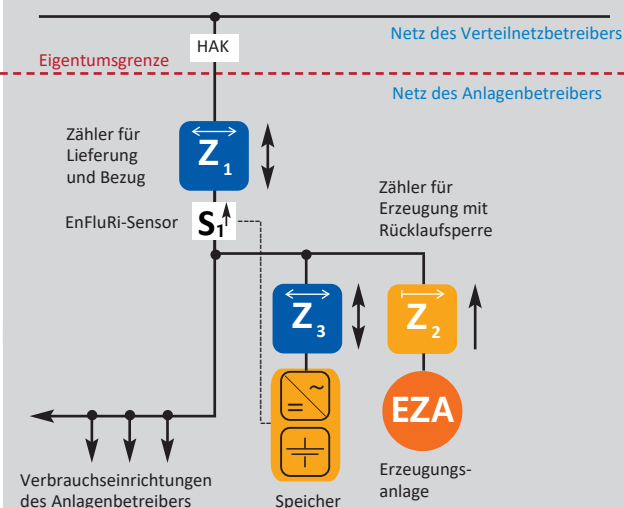 Netz des Verteilnetzbetreibers
HAK
Eigentumsgrenze
Netz des Anlagenbetreibers
Zähler für
Lieferung
und Bezug
Z1
Zähler für
Erzeugung mit
Rücklaufsperre
EnFluRi-Sensor
S1
Z3
Z2
EZA
Verbrauchseinrichtungen
des Anlagenbetreibers
Speicher
Erzeugungs-
anlage